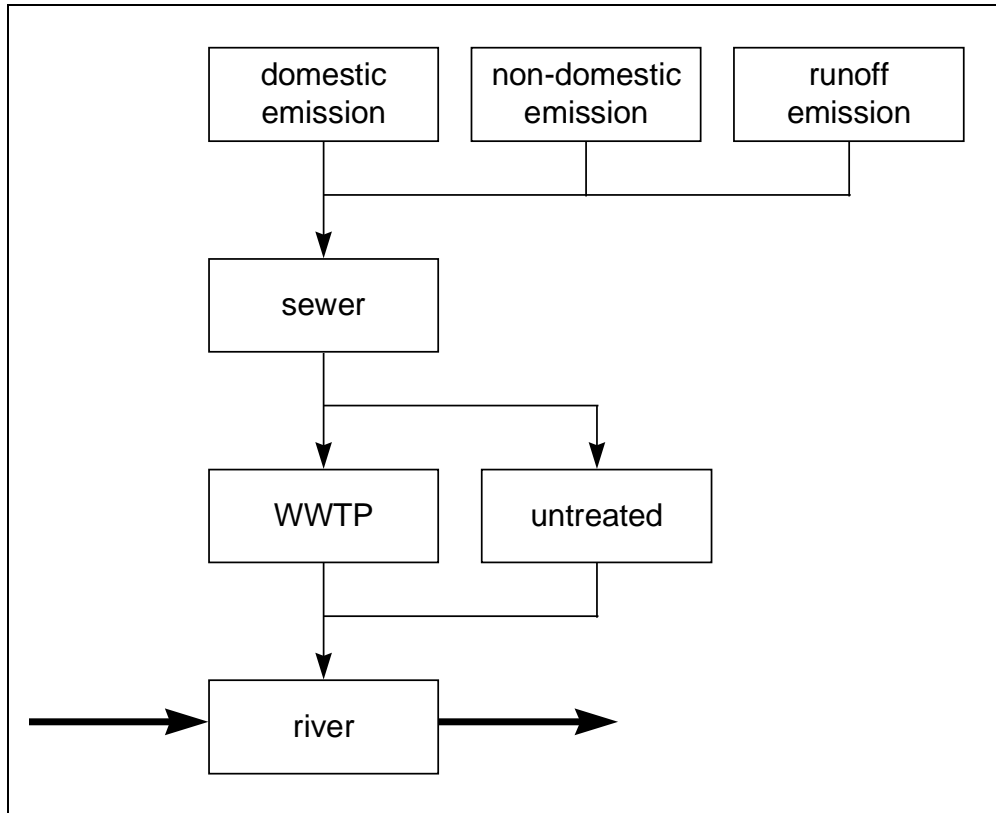 domestic
emission
non-domestic
emission
runoff
emission
sewer
WWTP
untreated
river